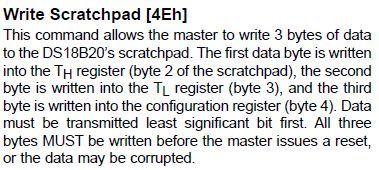 Write Scratchpad [4Eh]
This command allows the master to write 3 bytes of data
to the DS18B20's scratchpad. The first data byte is written
into the TH register (byte 2 of the scratchpad), the second
byte is written into the TL register (byte 3), and the third
byte is written into the configuration register (byte 4). Data
must be transmitted least significant bit first. All three
bytes MUST be written before the master issues a reset,
or the data may be corrupted.